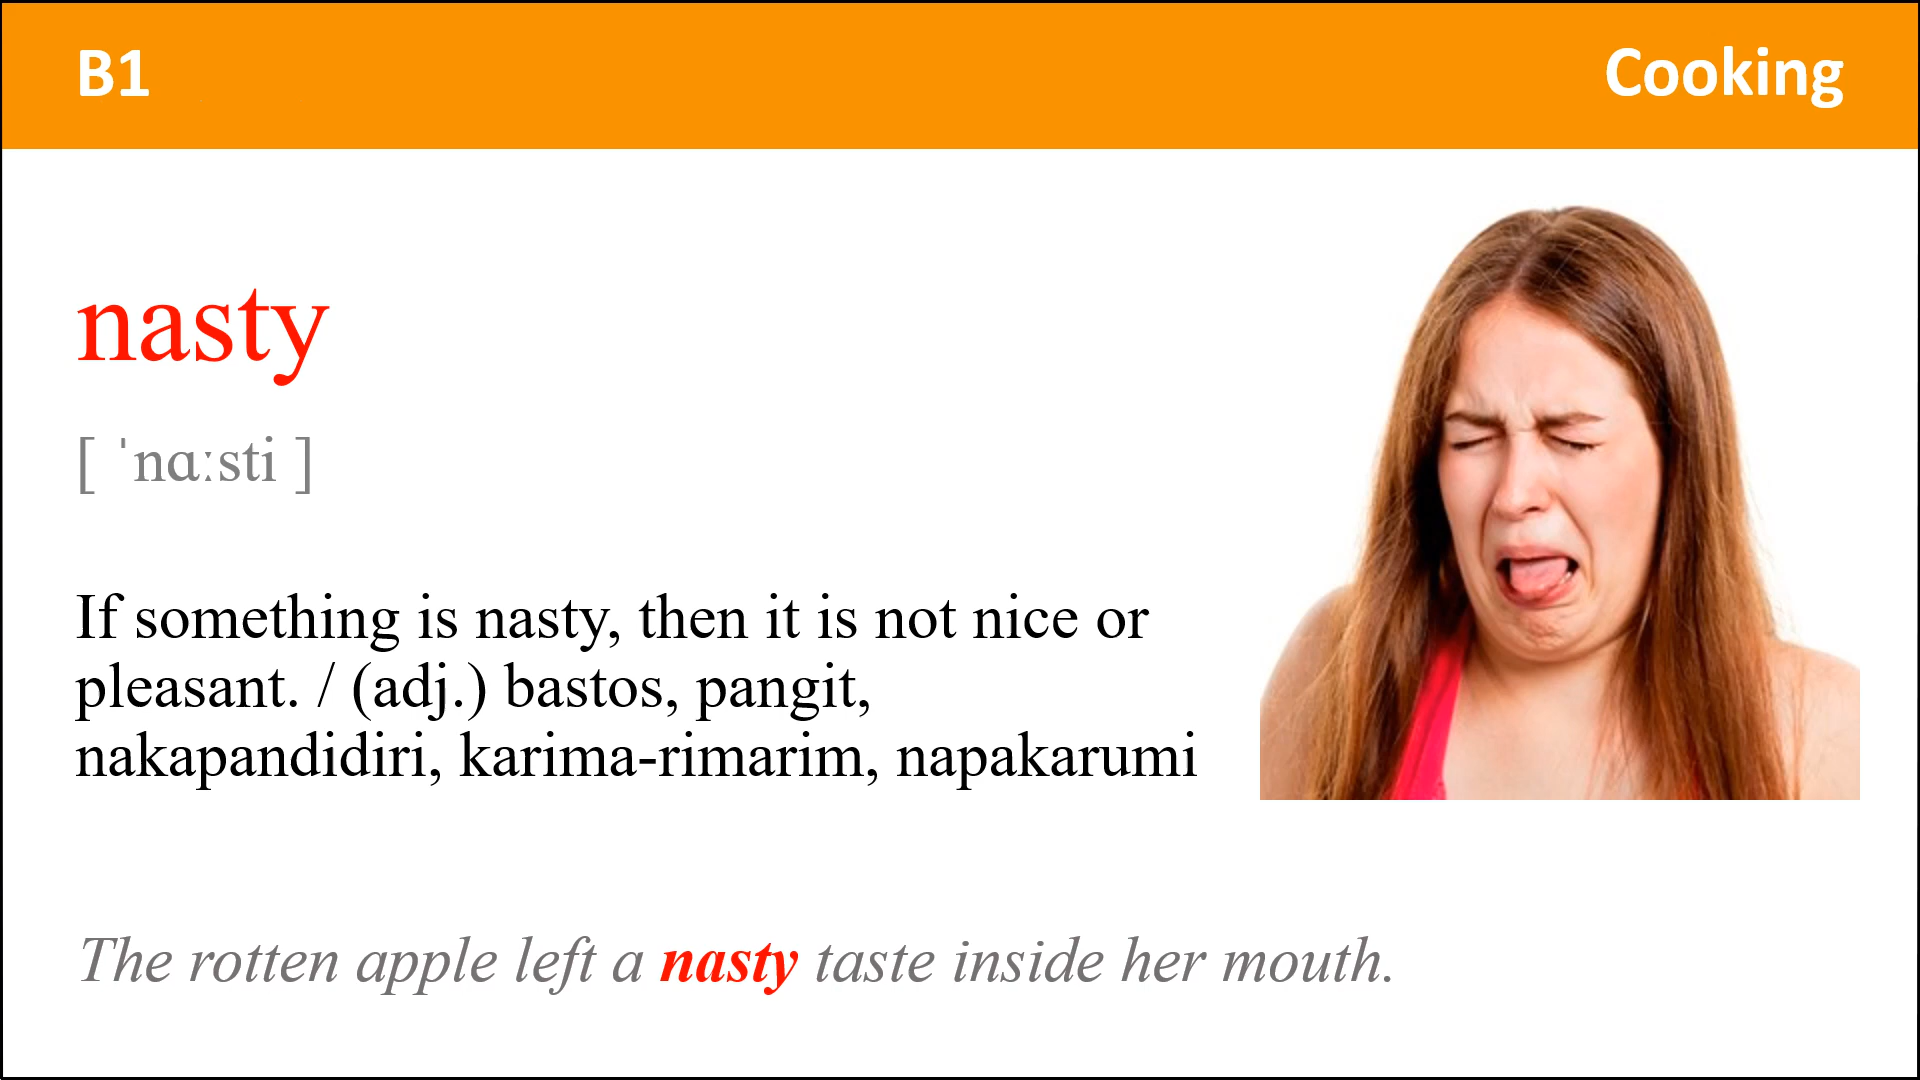 B1
Cooking
nasty
[ ˈnɑːsti ]
If something is nasty, then it is not nice or
pleasant. / (adj.) bastos, pangit,
nakapandidiri, karima-rimarim, napakarumi
The rotten apple left a nasty taste inside her mouth.